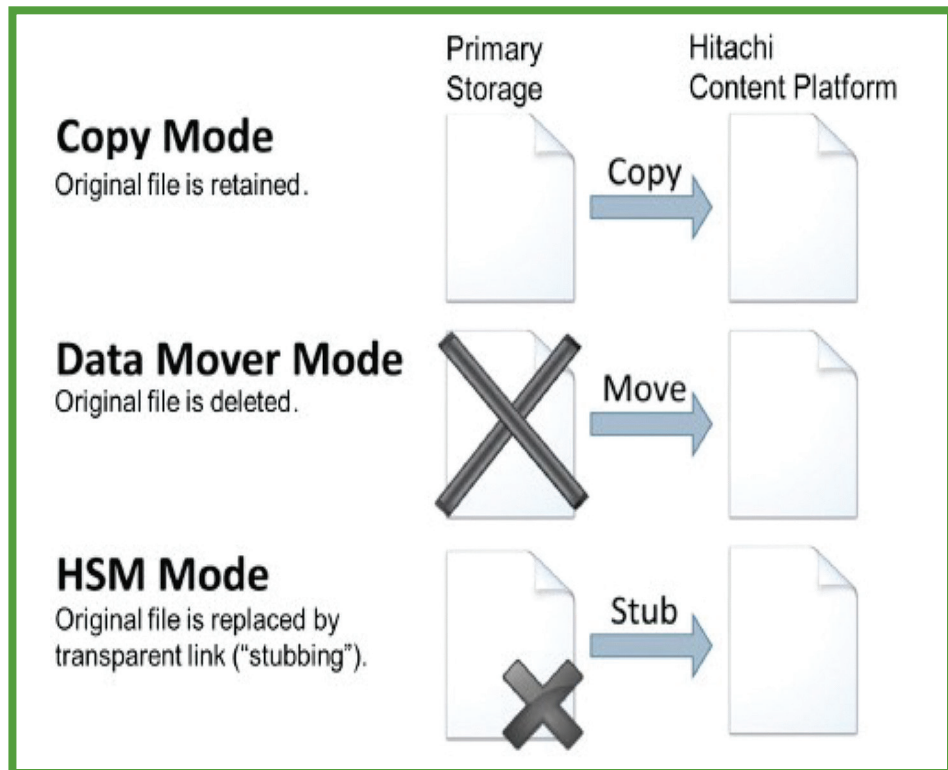 Primary
Storage
Hitachi
Content Platform
Copy Mode
Original file is retained.
Copy
Data Mover Mode
Original file is deleted.
Move
HSM Mode
Original file is replaced by
transparent link (“stubbing”).
Stub